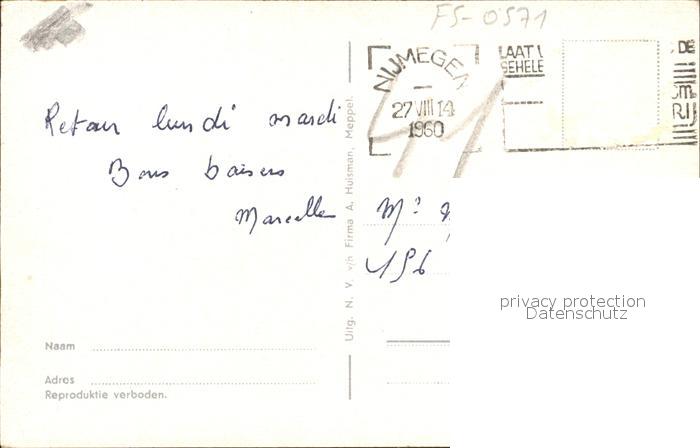 FS-0571
NIJMEGEN
27 VIII 14
1960
LAAT
GEHELE
DE
Retour lundi mardi
Bons baisers
Marcelle
Uitg. N. V. v/h Firma A. Huisman, Meppel.
196
privacy protection
Datenschutz
Naam
Adres
Reproduktie verboden.